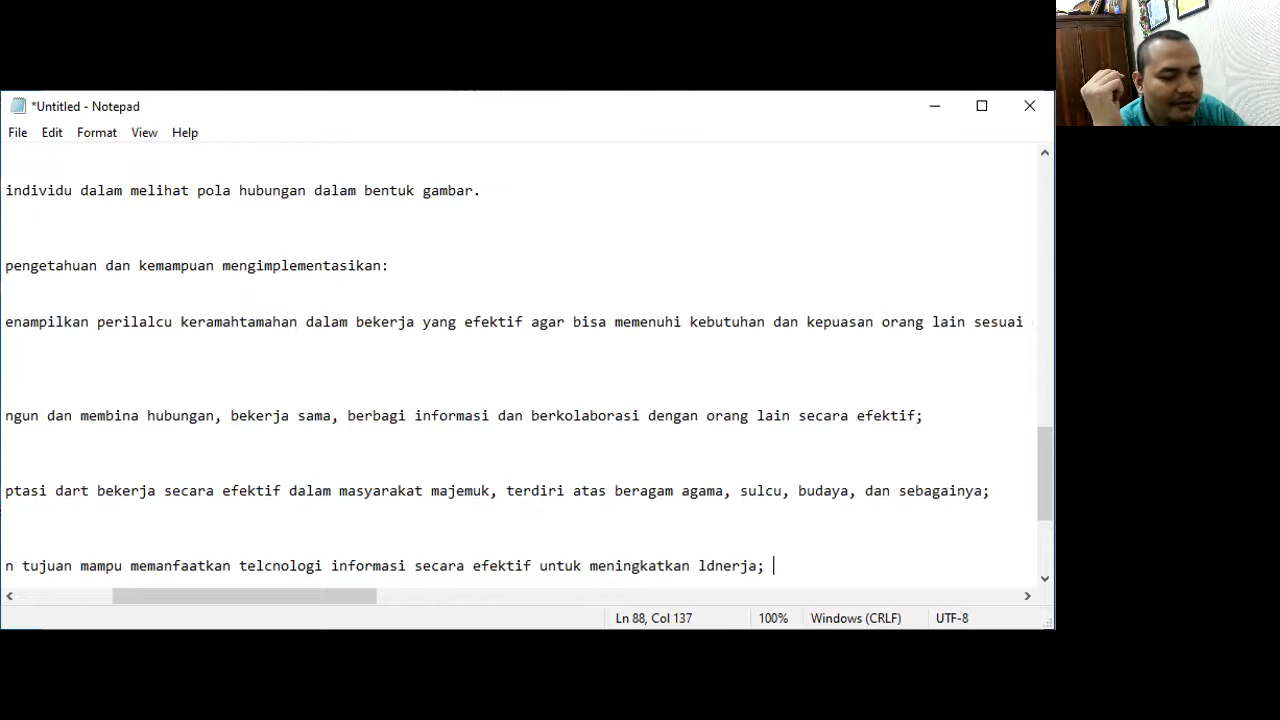 *Untitled - Notepad
File Edit Format View Help
individu dalam melihat pola hubungan dalam bentuk gambar.
pengetahuan dan kemampuan mengimplementasikan:
enampilkan perilalcu keramahtamahan dalam bekerja yang efektif agar bisa memenuhi kebutuhan dan kepuasan orang lain sesuai
ngun dan membina hubungan, bekerja sama, berbagi informasi dan berkolaborasi dengan orang lain secara efektif;
ptasi dart bekerja secara efektif dalam masyarakat majemuk, terdiri atas beragam agama, sulcu, budaya, dan sebagainya;
n tujuan mampu memanfaatkan telcnologi informasi secara efektif untuk meningkatkan ldnerja;
Ln 88, Col 137 100% Windows (CRLF) UTF-8